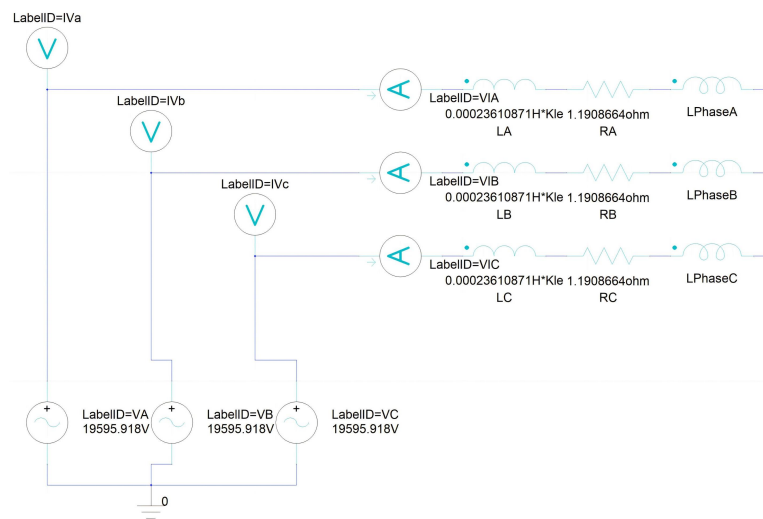 LabelID=IVa
V
LabelID=IVb
V
LabelID=IVc
V
A
LabelID=VIA
0.00023610871H*Kle
LA
1.1908664ohm
RA
LPhaseA
A
LabelID=VIB
0.00023610871H*Kle
LB
1.1908664ohm
RB
LPhaseB
A
LabelID=VIC
0.00023610871H*Kle
LC
1.1908664ohm
RC
LPhaseC
+
LabelID=VA
19595.918V
+
LabelID=VB
19595.918V
+
LabelID=VC
19595.918V
0